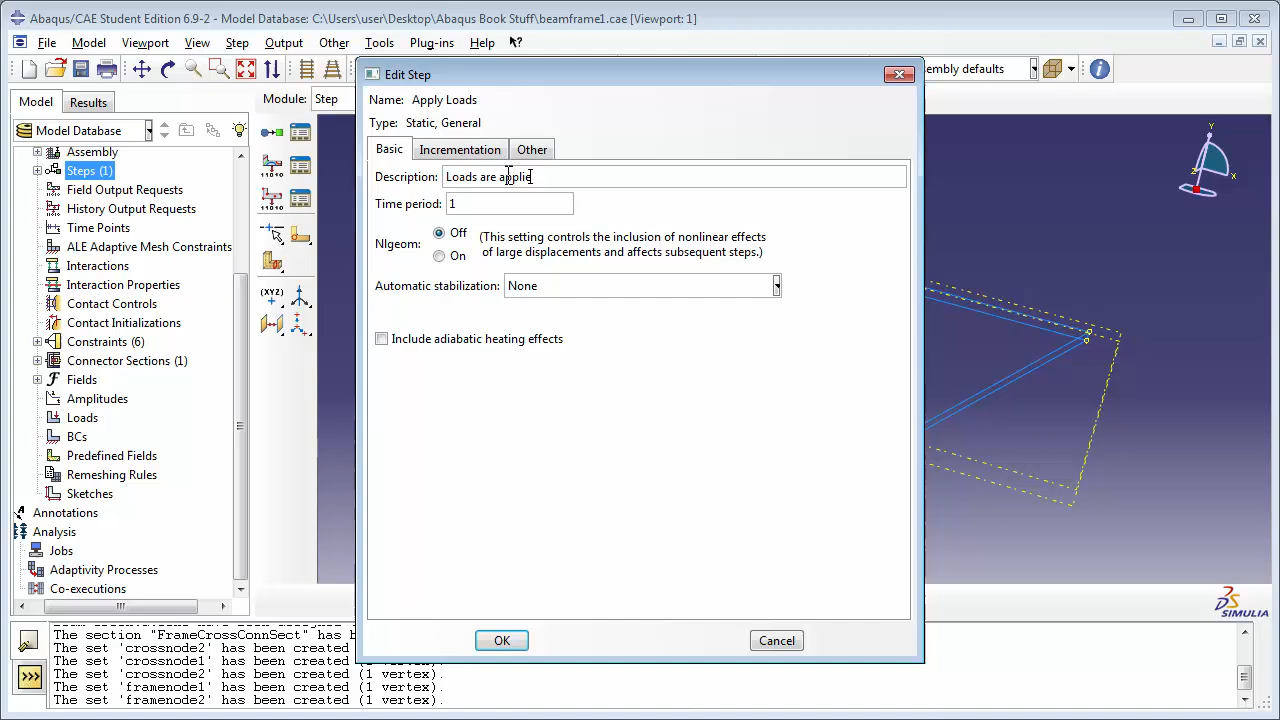 Abaqus/CAE Student Edition 6.9-2 - Model Database: C:\Users\user\Desktop\Abaqus Book Stuff\beamframe1.cae [Viewport: 1]
File Model Viewport View Step Output Other Tools Plug-ins Help
embly defaults
Model Results
Module: Step
Model Database
Assembly
Steps (1)
Field Output Requests
History Output Requests
Time Points
ALE Adaptive Mesh Constraints
Interactions
Interaction Properties
Contact Controls
Contact Initializations
Constraints (6)
Connector Sections (1)
Fields
Amplitudes
Loads
BCs
Predefined Fields
Remeshing Rules
Sketches
Annotations
Analysis
Jobs
Adaptivity Processes
Co-executions
(XYZ)
Edit Step
Name: Apply Loads
Type: Static, General
Basic Incrementation Other
Description: Loads are applie
Time period: 1
Nlgeom: Off (This setting controls the inclusion of nonlinear effects
On of large displacements and affects subsequent steps.)
Automatic stabilization: None
Include adiabatic heating effects
OK Cancel
Y
X
Z
SIMULIA
The section "FrameCrossConnSect" has b
The set 'crossnode2' has been created
The set 'crossnode1' has been created (1 vertex).
The set 'crossnode2' has been created (1 vertex).
The set 'framenode1' has been created (1 vertex).
The set 'framenode2' has been created (1 vertex).